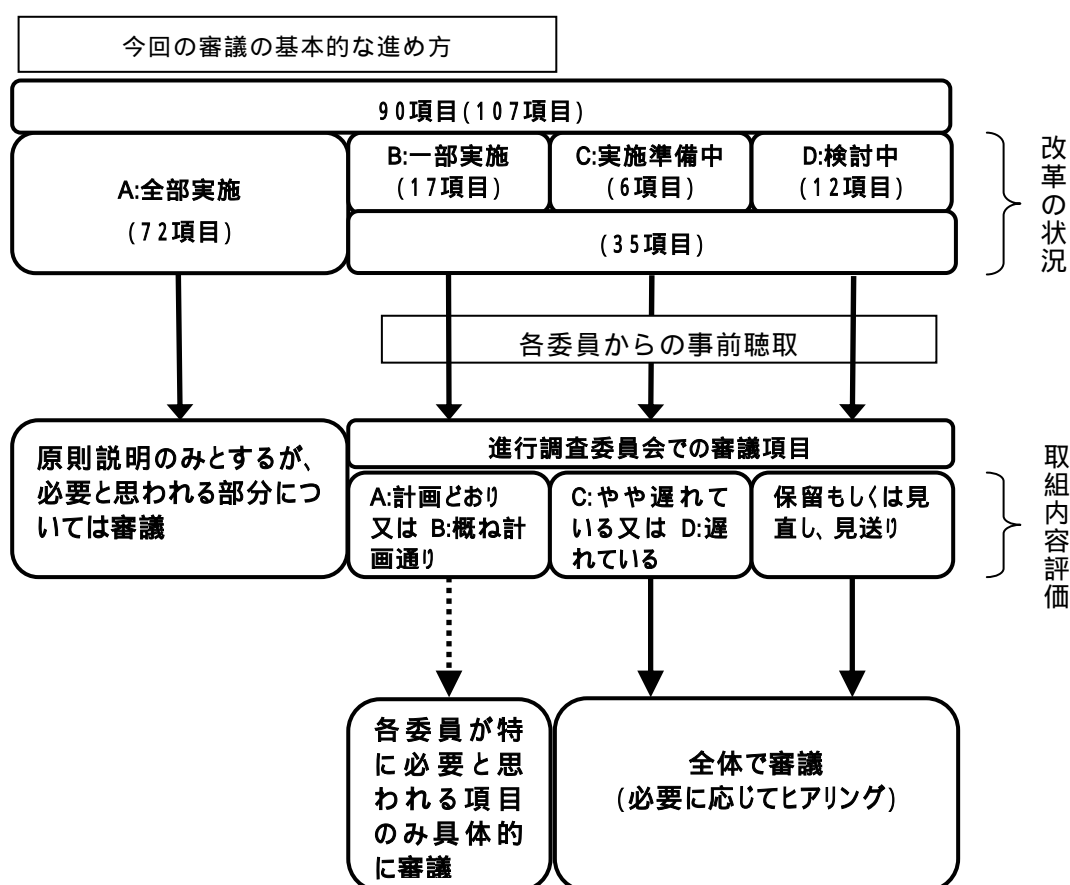 今回の審議の基本的な進め方
90項目(107項目)
A:全部実施
(72項目)
B:一部実施
(17項目)
C:実施準備中
(6項目)
D:検討中
(12項目)
(35項目)
改革の状況
各委員からの事前聴取
原則説明のみとするが、
必要と思われる部分につ
いては審議
進行調査委員会での審議項目
A:計画どおり
又は B:概ね計
画通り
C:やや遅れて
いる又は D:遅
れている
保留もしくは見
直し、見送り
取組内容評価
各委員が特
に必要と思
われる項目
のみ具体的
に審議
全体で審議
(必要に応じてヒアリング)